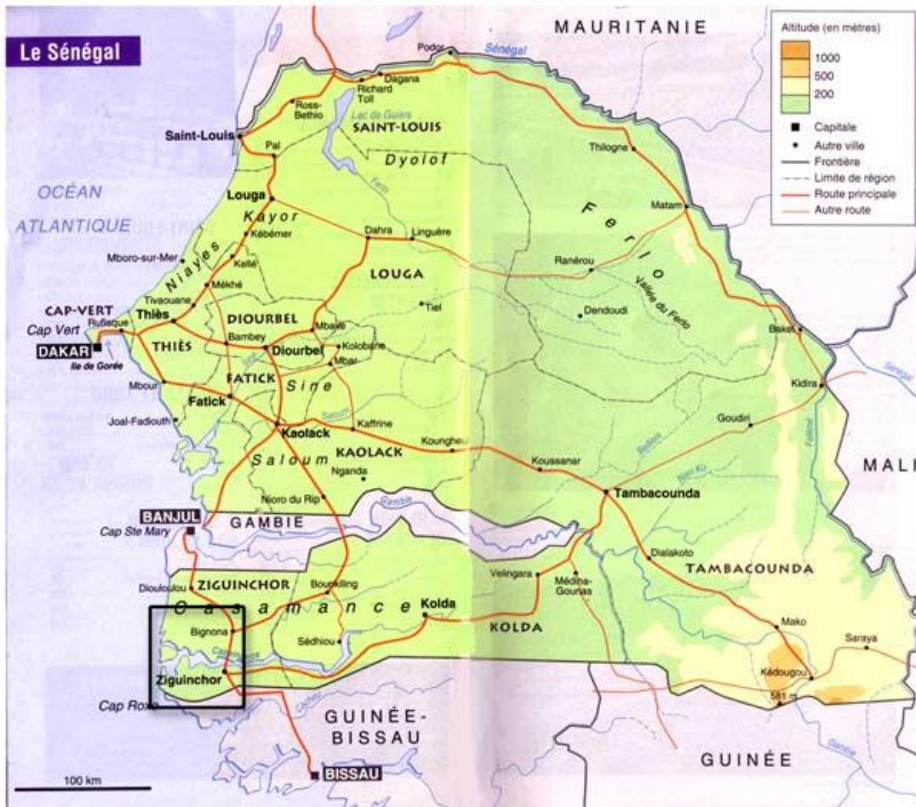 Le Sénégal
MAURITANIE
Altitude (en mètres)
1000
500
200
Capitale
Autre ville
Frontière
Limite de région
Route principale
Autre route
Podor
Sénégal
Dagana
Richard
Toll
Ross-
Bethio
Lac de Guiers
SAINT-LOUIS
Saint-Louis
Dyolof
Pal
Thilogne
OCÉAN
ATLANTIQUE
Louga
Kayor
Kébémer
Matam
Ferlo
Dahra
Linguère
Mboro-sur-Mer
Niayes
Kellé
LOUGA
Ranérou
Vallée du Ferlo
Mékhé
Tivaouane
CAP-VERT
Cap Vert
Rufisque
Thiès
DIOURBEL
Tiel
Dendoudi
Bambey
Mbaké
Bakel
DAKAR
Ile de Gorée
THIÈS
Diourbel
Kolobane
Mbar
FATICK
Sine
Mbour
Fatick
Kidira
Sénégal
Joal-Fadiouth
Kaolack
Kaffrine
Goudiri
Saloum
KAOLACK
Koungheul
Koussanar
MALI
Nganda
Nioro du Rip
Tambacounda
BANJUL
GAMBIE
Gambie
Cap Ste Mary
Dialakoto
TAMBACOUNDA
Diouloulou
ZIGUINCHOR
Bounkiling
Velingara
Médina-
Gounas
Casamance
Kolda
KOLDA
Bignona
Sédhiou
Mako
Saraya
Casamance
Ziguinchor
Kédougou
581 m
Cap Roxo
GUINÉE-
BISSAU
GUINÉE
Gambie
100 km
BISSAU